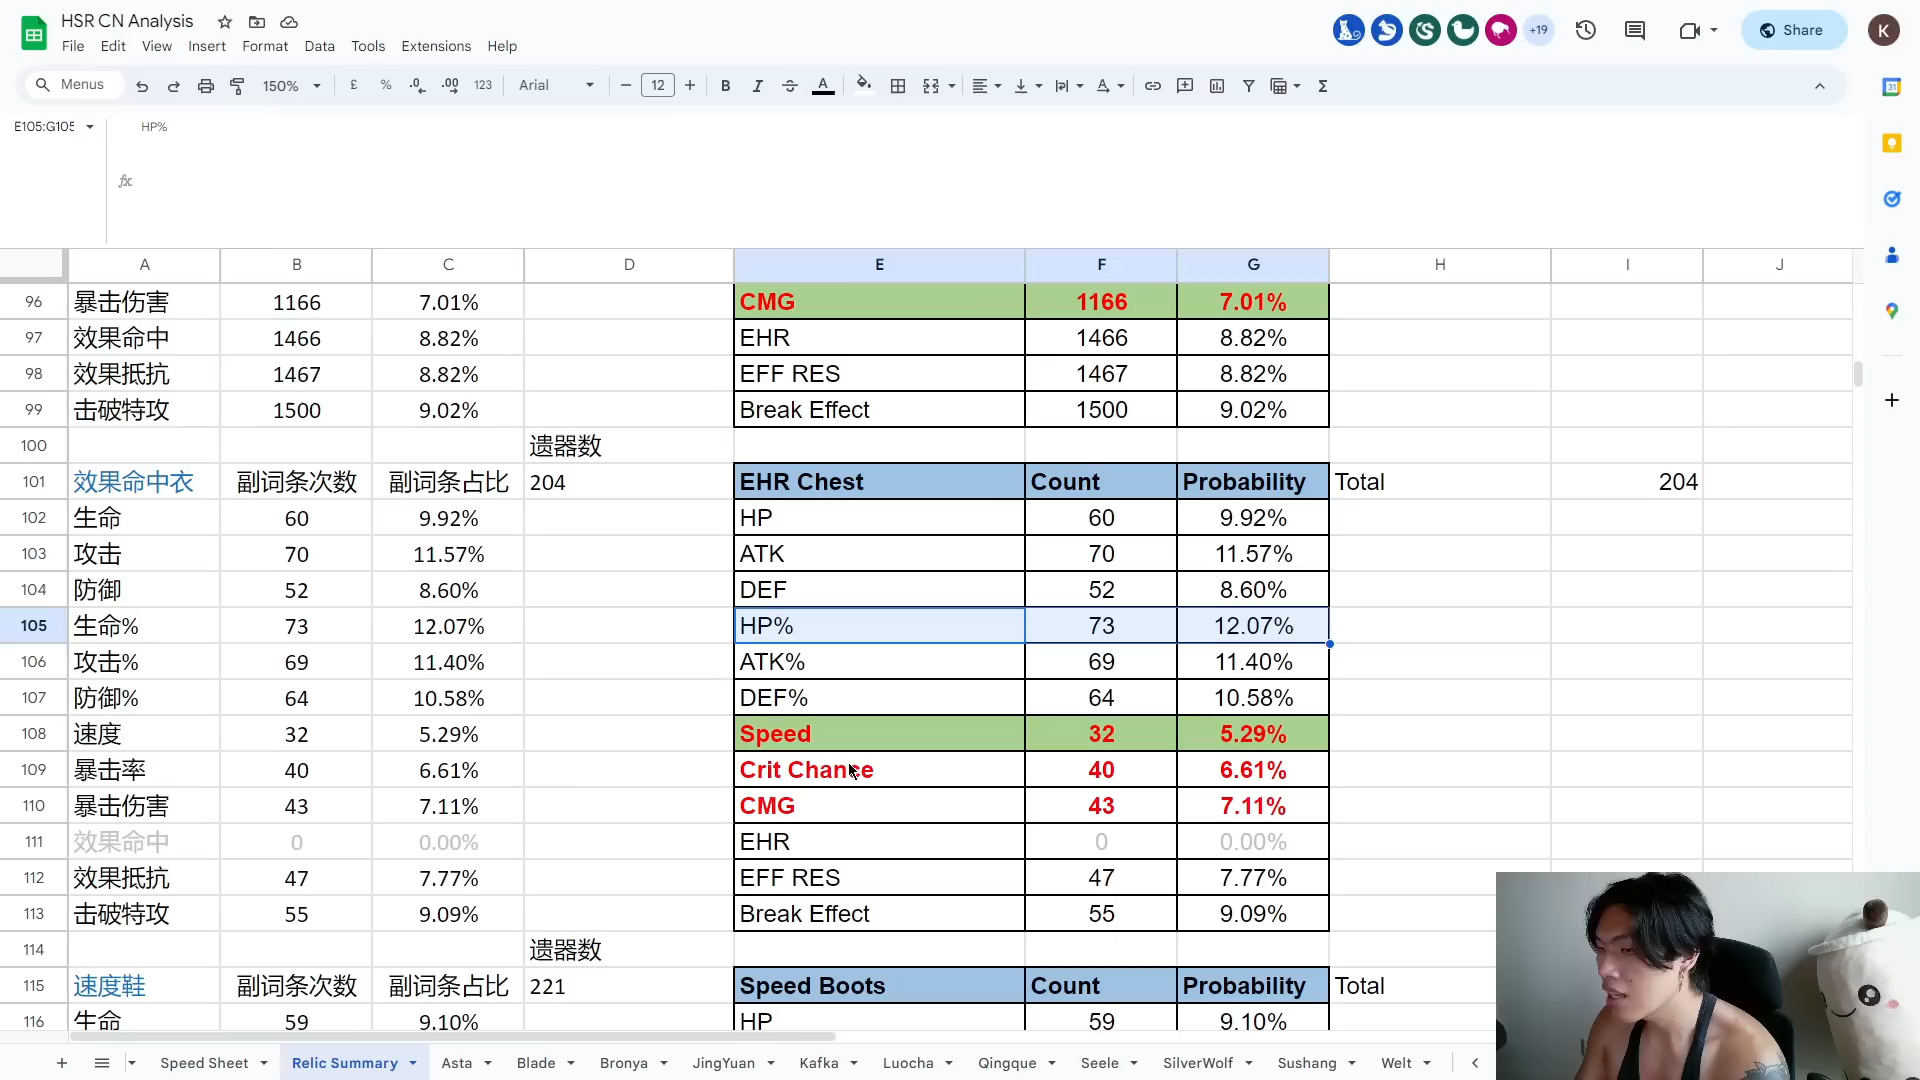 HSR CN Analysis
+19
Share
K
File Edit View Insert Format Data Tools Extensions Help
Menus 150% £ % .0 .00 123 Arial 12 B I A Σ
31
E105:G105 HP%
fx
A B C D E F G H I J
96 暴击伤害 1166 7.01% CMG 1166 7.01%
97 效果命中 1466 8.82% EHR 1466 8.82%
98 效果抵抗 1467 8.82% EFF RES 1467 8.82%
99 击破特攻 1500 9.02% Break Effect 1500 9.02%
100 遗器数
101 效果命中衣 副词条次数 副词条占比 204 EHR Chest Count Probability Total 204
102 生命 60 9.92% HP 60 9.92%
103 攻击 70 11.57% ATK 70 11.57%
104 防御 52 8.60% DEF 52 8.60%
105 生命% 73 12.07% HP% 73 12.07%
106 攻击% 69 11.40% ATK% 69 11.40%
107 防御% 64 10.58% DEF% 64 10.58%
108 速度 32 5.29% Speed 32 5.29%
109 暴击率 40 6.61% Crit Chance 40 6.61%
110 暴击伤害 43 7.11% CMG 43 7.11%
111 效果命中 0 0.00% EHR 0 0.00%
112 效果抵抗 47 7.77% EFF RES 47 7.77%
113 击破特攻 55 9.09% Break Effect 55 9.09%
114 遗器数
115 速度鞋 副词条次数 副词条占比 221 Speed Boots Count Probability Total
116 生命 59 9.10% HP 59 9.10%
Speed Sheet Relic Summary Asta Blade Bronya JingYuan Kafka Luocha Qingque Seele SilverWolf Sushang Welt